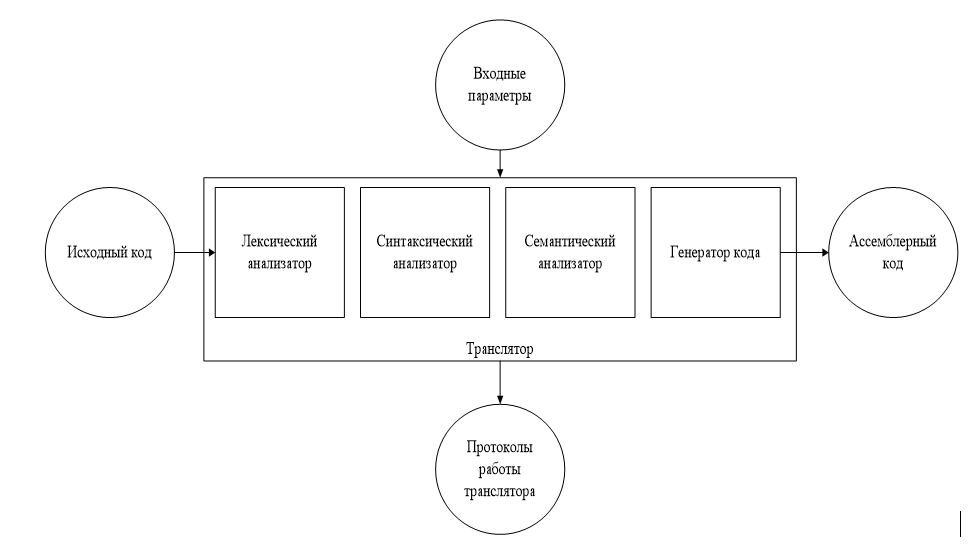 Входные
параметры
Исходный код
Лексический
анализатор
Синтаксический
анализатор
Семантический
анализатор
Генератор кода
Ассемблерный
код
Транслятор
Протоколы
работы
транслятора